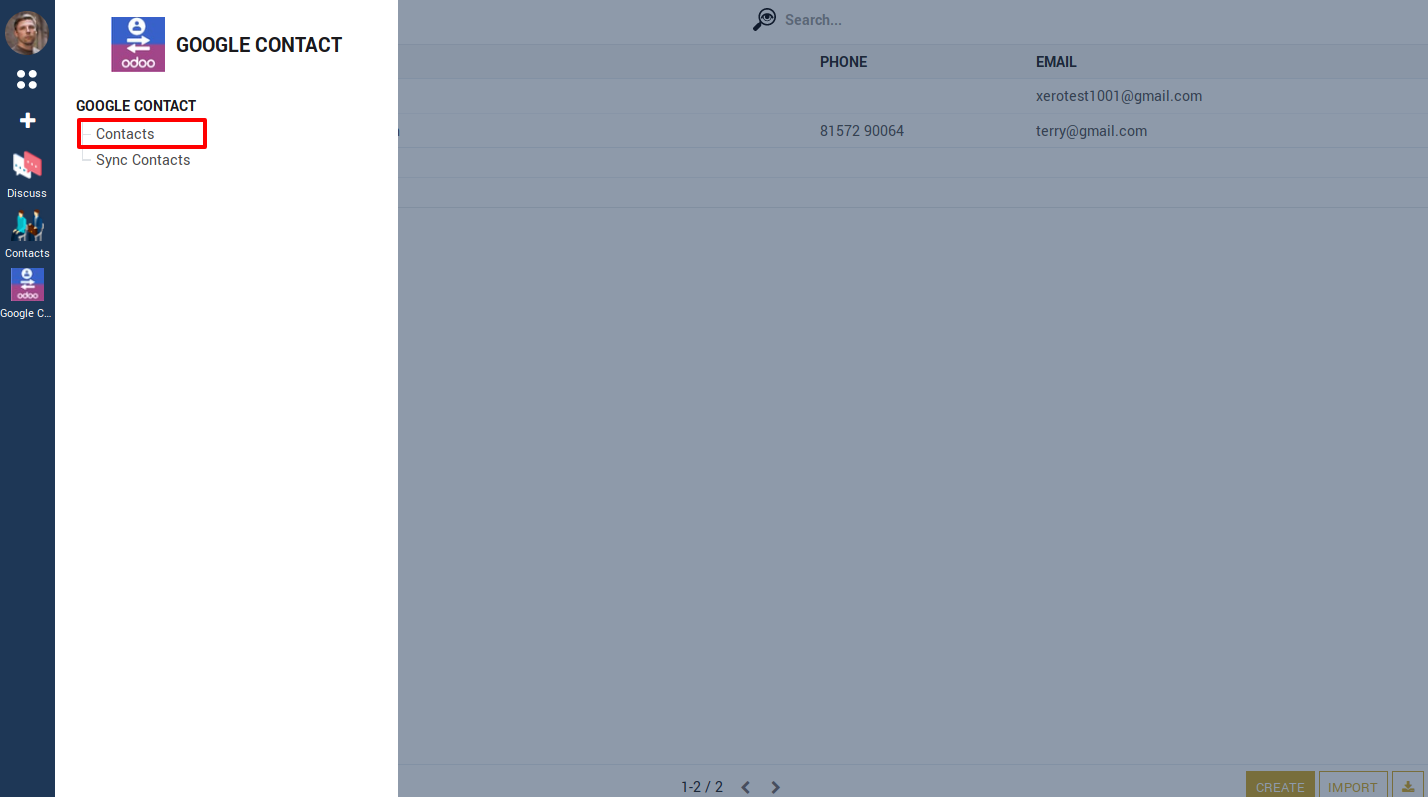 odoo
GOOGLE CONTACT
Search...
PHONE EMAIL
GOOGLE CONTACT
xerotest1001@gmail.com
Contacts
81572 90064 terry@gmail.com
Sync Contacts
Discuss
Contacts
odoo
Google C...
1-2 / 2
CREATE IMPORT